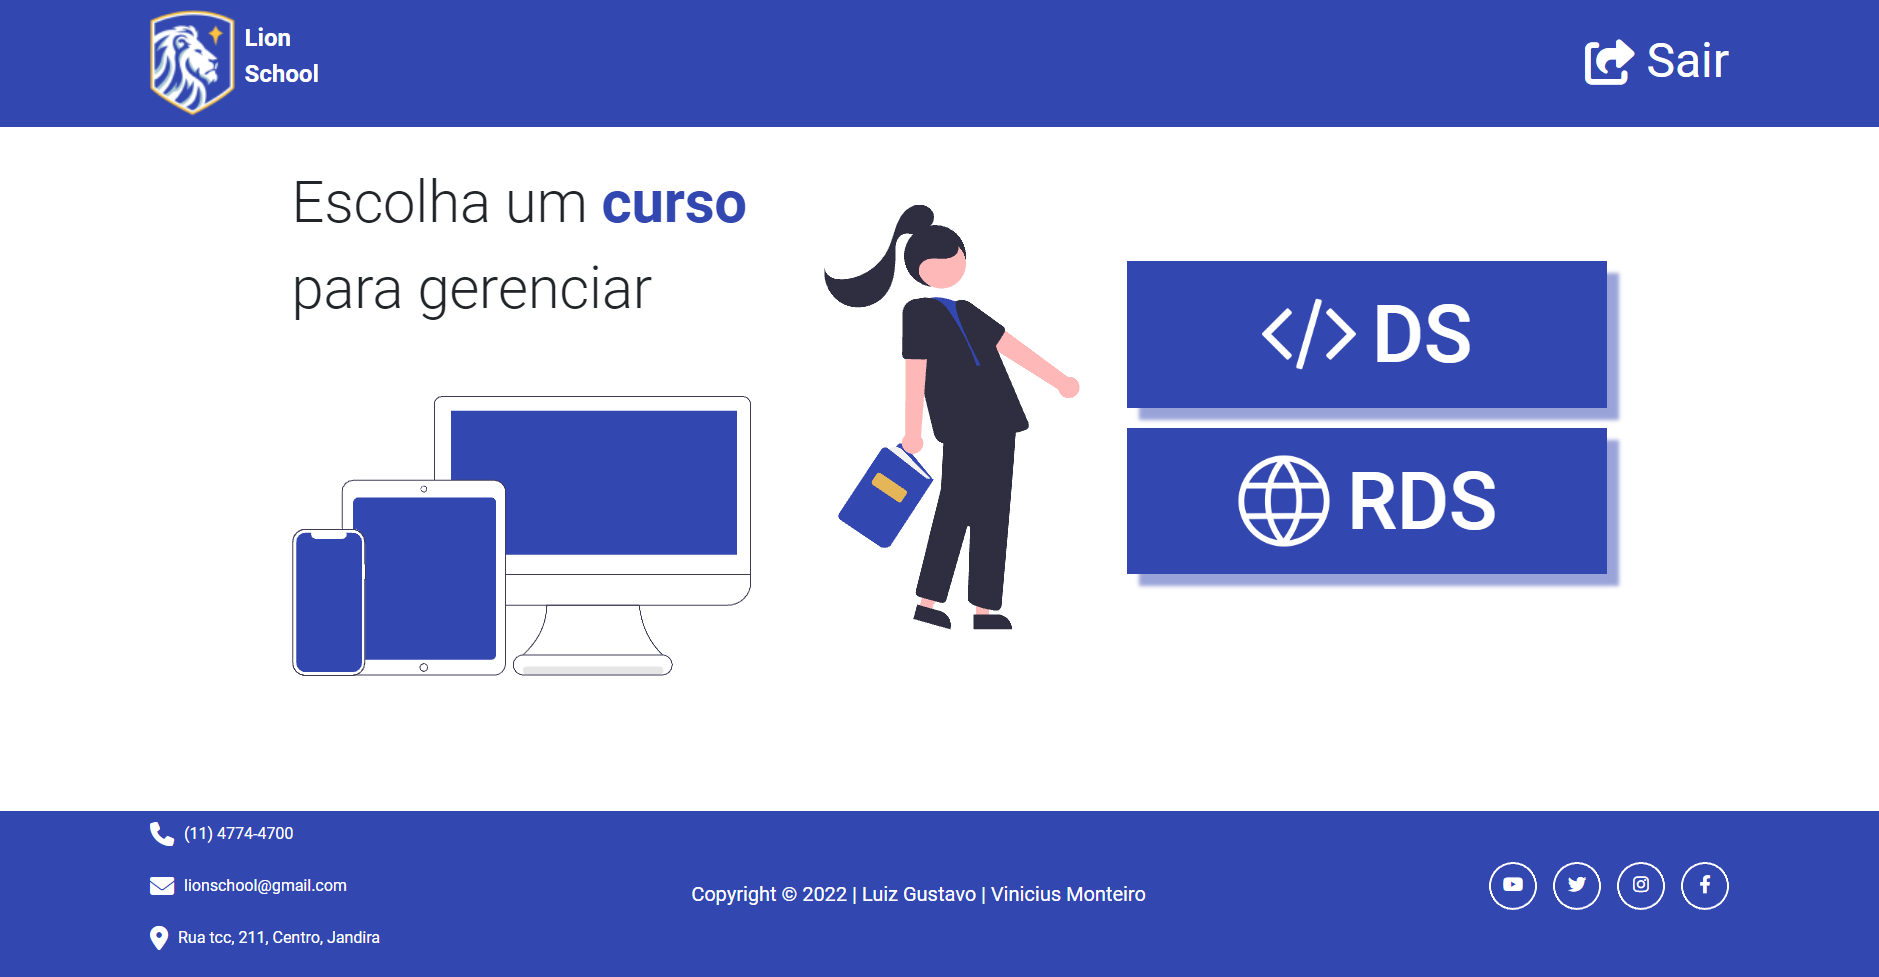 Lion
School
Sair
Escolha um curso
para gerenciar
</> DS
RDS
(11) 4774-4700
lionschool@gmail.com
Rua tcc, 211, Centro, Jandira
Copyright © 2022 | Luiz Gustavo | Vinicius Monteiro